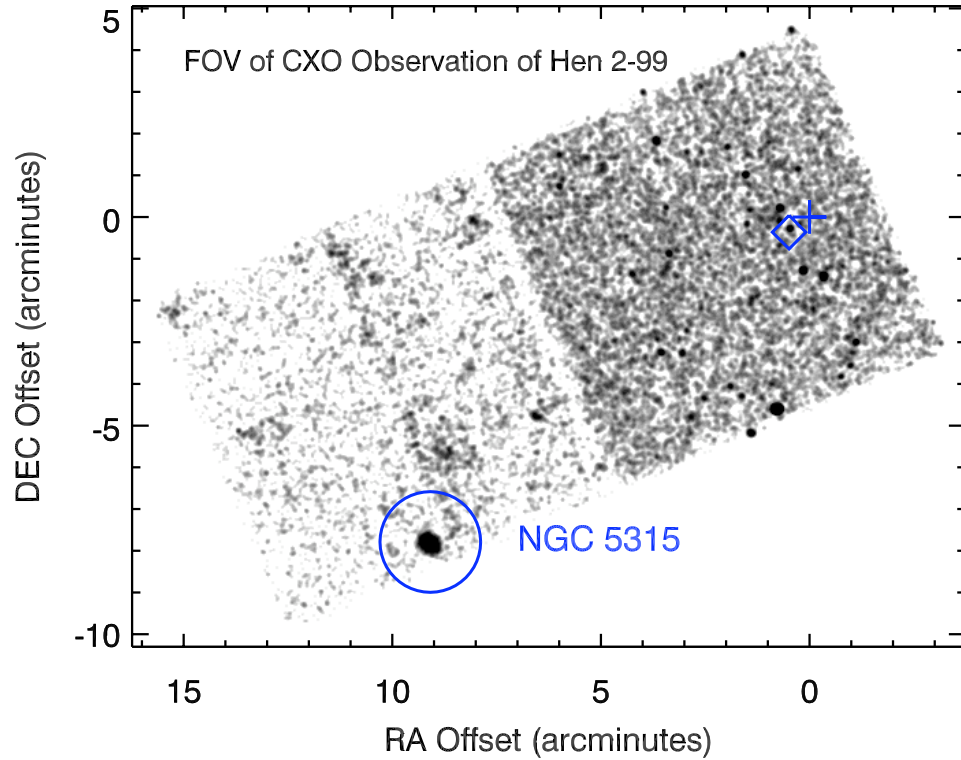 FOV of CXO Observation of Hen 2-99
5
0
-5
-10
DEC Offset (arcminutes)
NGC 5315
15 10 5 0
RA Offset (arcminutes)